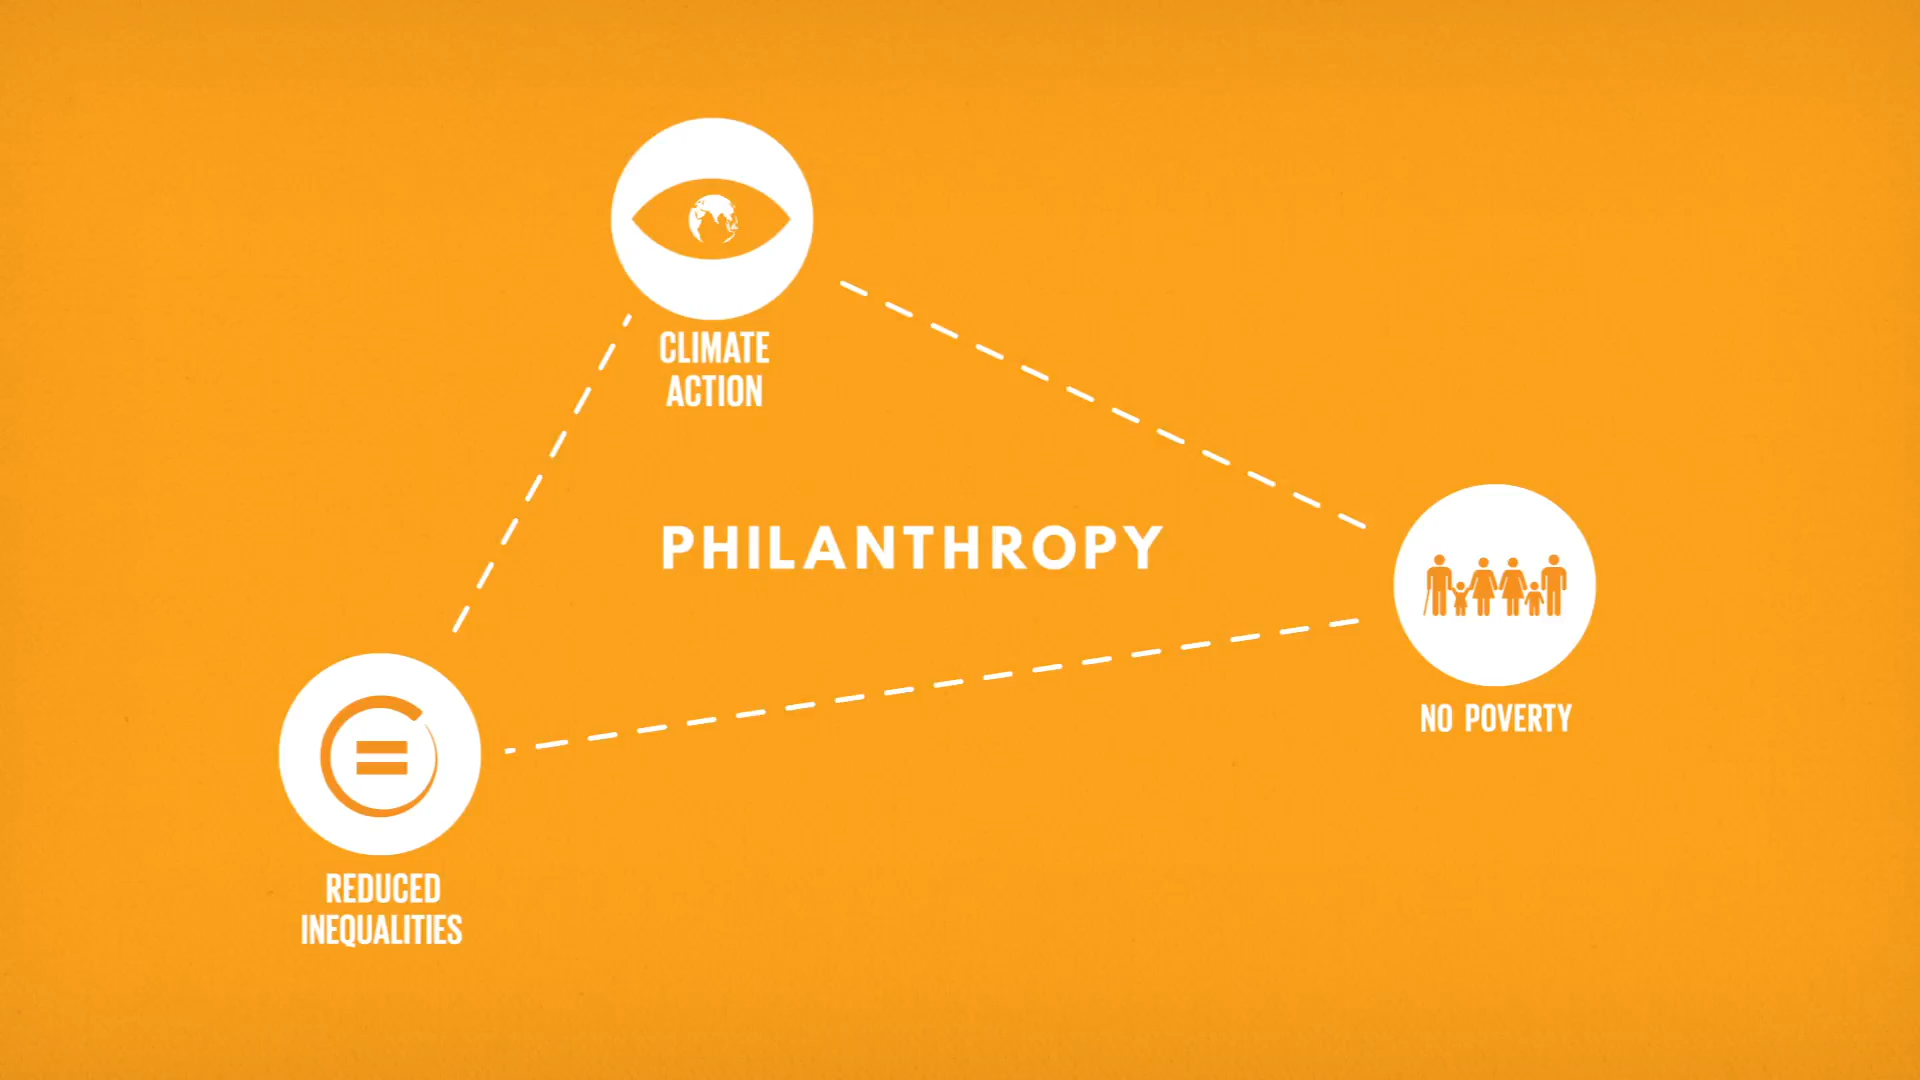 CLIMATE
ACTION
PHILANTHROPY
NO POVERTY
REDUCED
INEQUALITIES